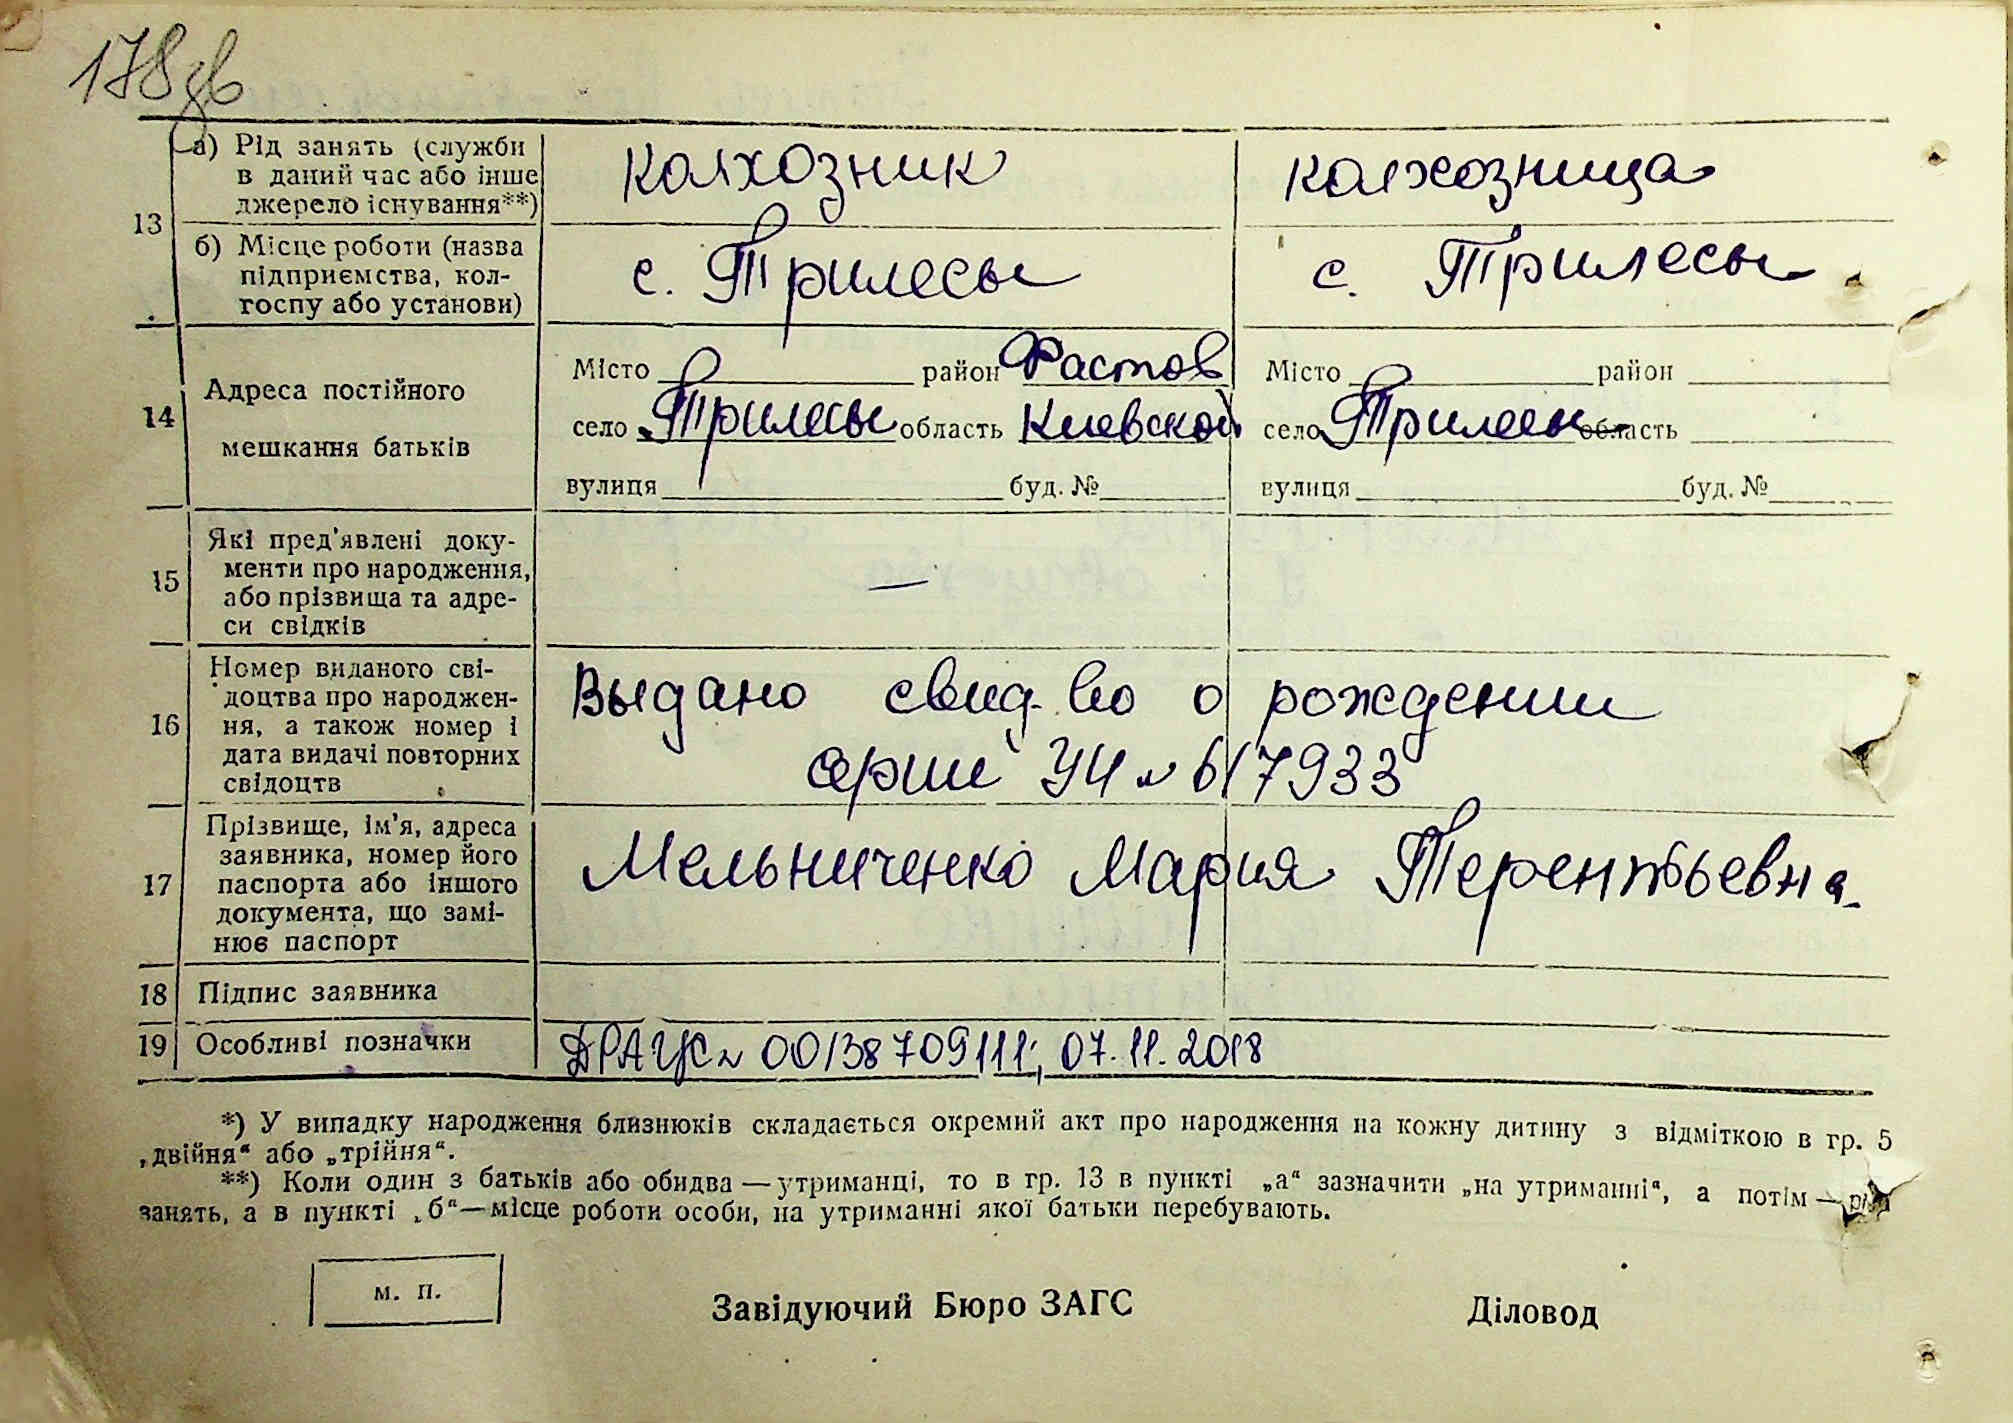 178зв
13
а) Рід занять (служби
в даний час або інше
джерело існування**)
Колхозник
колхозница
б) Місце роботи (назва
підприємства, кол-
госпу або установи)
с. Трилесы
с. Трилесы
14
Адреса постійного
мешкання батьків
Місто район Фастов
село Трилесы область Киевской
вулиця буд. №
Місто район
село Трилесы область
вулиця буд. №
15
Які пред'явлені доку-
менти про народження,
або прізвища та адре-
си свідків
—
16
Номер виданого сві-
доцтва про народжен-
ня, а також номер і
дата видачі повторних
свідоцтв
Выдано свид-во о рождении
серии УЧ № 617933
17
Прізвище, ім'я, адреса
заявника, номер його
паспорта або іншого
документа, що замі-
нює паспорт
Мельниченко Мария Терентьевна.
18 Підпис заявника
19 Особливі позначки
ДРАЦС № 00138709111; 07.11.2018
*) У випадку народження близнюків складається окремий акт про народження на кожну дитину з відміткою в гр. 5
„двійня“ або „трійня“.
**) Коли один з батьків або обидва — утриманці, то в гр. 13 в пункті „а“ зазначити „на утриманні“, а потім — рід
занять, а в пункті „б“ — місце роботи особи, на утриманні якої батьки перебувають.
м. п.
Завідуючий Бюро ЗАГС
Діловод